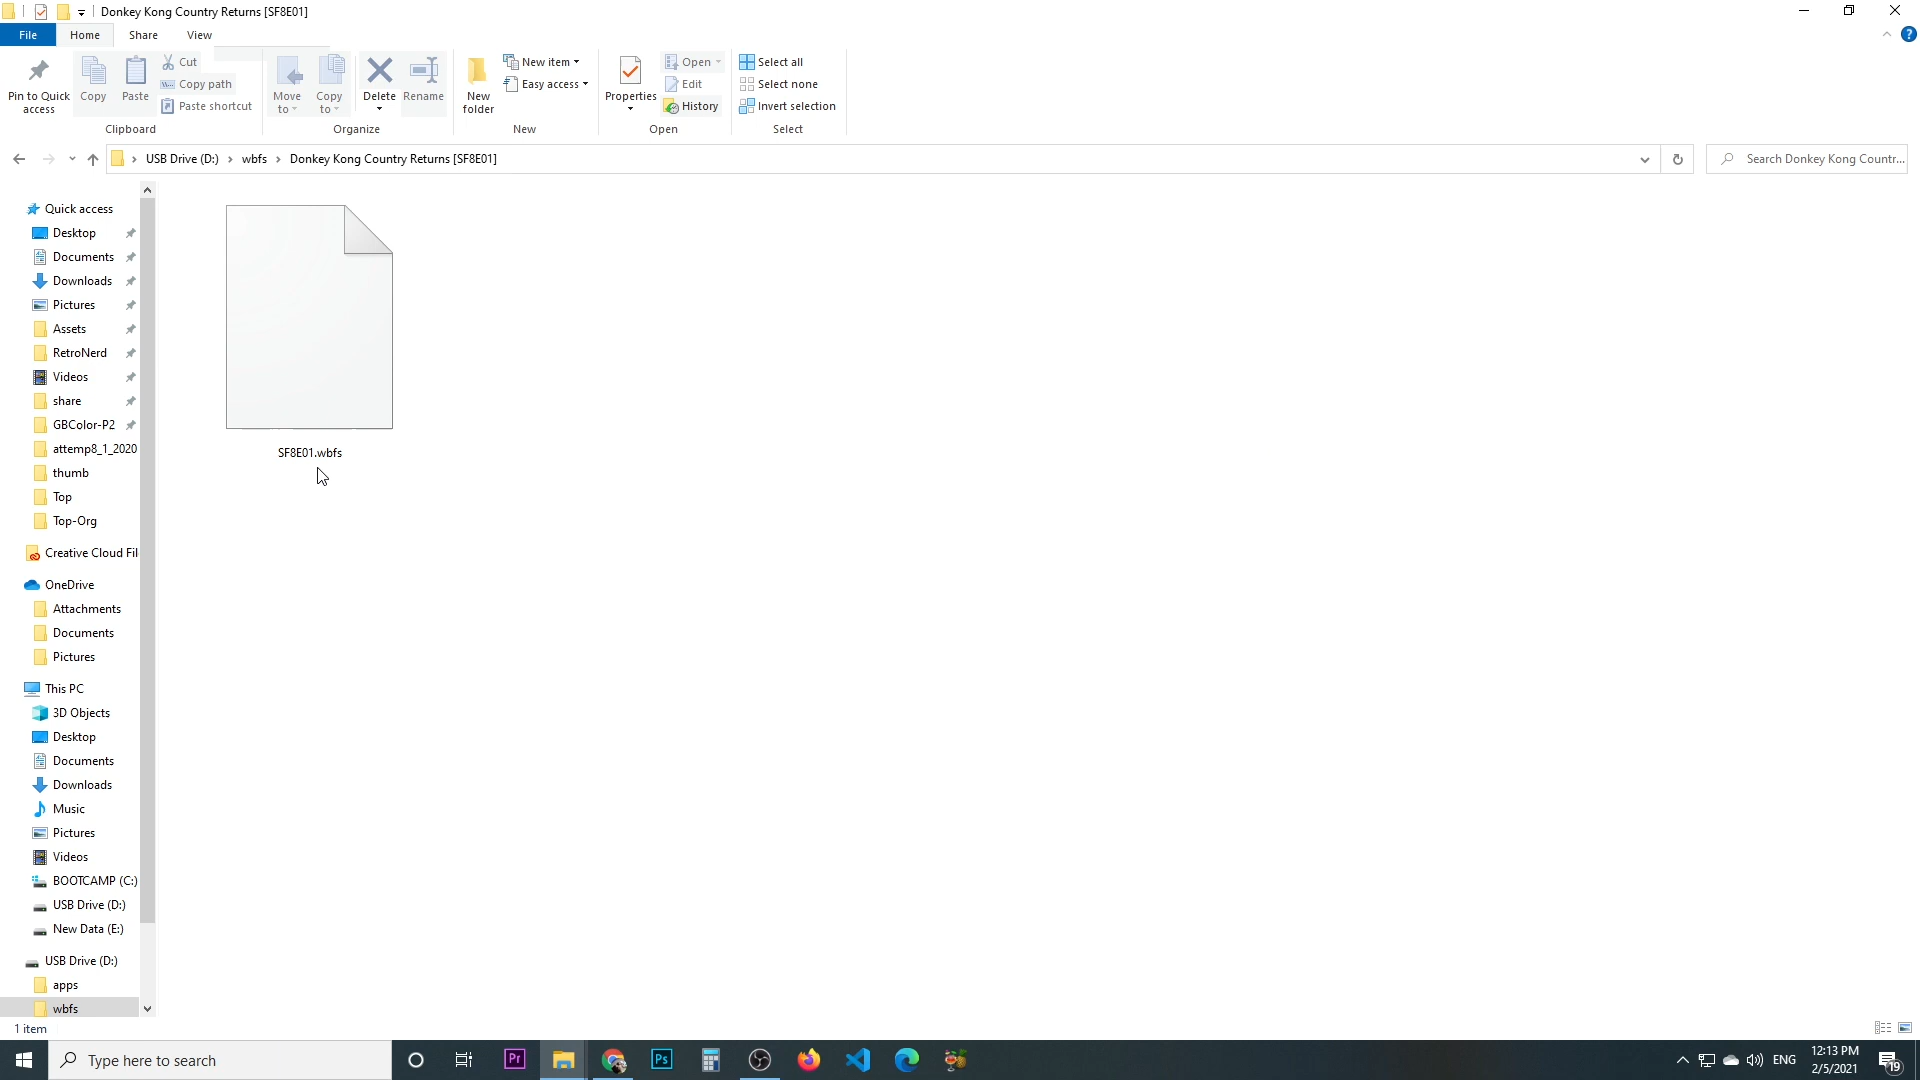 Donkey Kong Country Returns [SF8E01]
File Home Share View
Pin to Quick access
Copy
Paste
Cut
Copy path
Paste shortcut
Clipboard
Move to
Copy to
Delete
Rename
Organize
New folder
New item
Easy access
New
Properties
Open
Edit
History
Open
Select all
Select none
Invert selection
Select
USB Drive (D:) wbfs Donkey Kong Country Returns [SF8E01]
Search Donkey Kong Countr...
Quick access
Desktop
Documents
Downloads
Pictures
Assets
RetroNerd
Videos
share
GBColor-P2
attemp8_1_2020
thumb
Top
Top-Org
Creative Cloud Fil
OneDrive
Attachments
Documents
Pictures
This PC
3D Objects
Desktop
Documents
Downloads
Music
Pictures
Videos
BOOTCAMP (C:)
USB Drive (D:)
New Data (E:)
USB Drive (D:)
apps
wbfs
SF8E01.wbfs
1 item
Type here to search
Pr
Ps
ENG
12:13 PM
2/5/2021
19